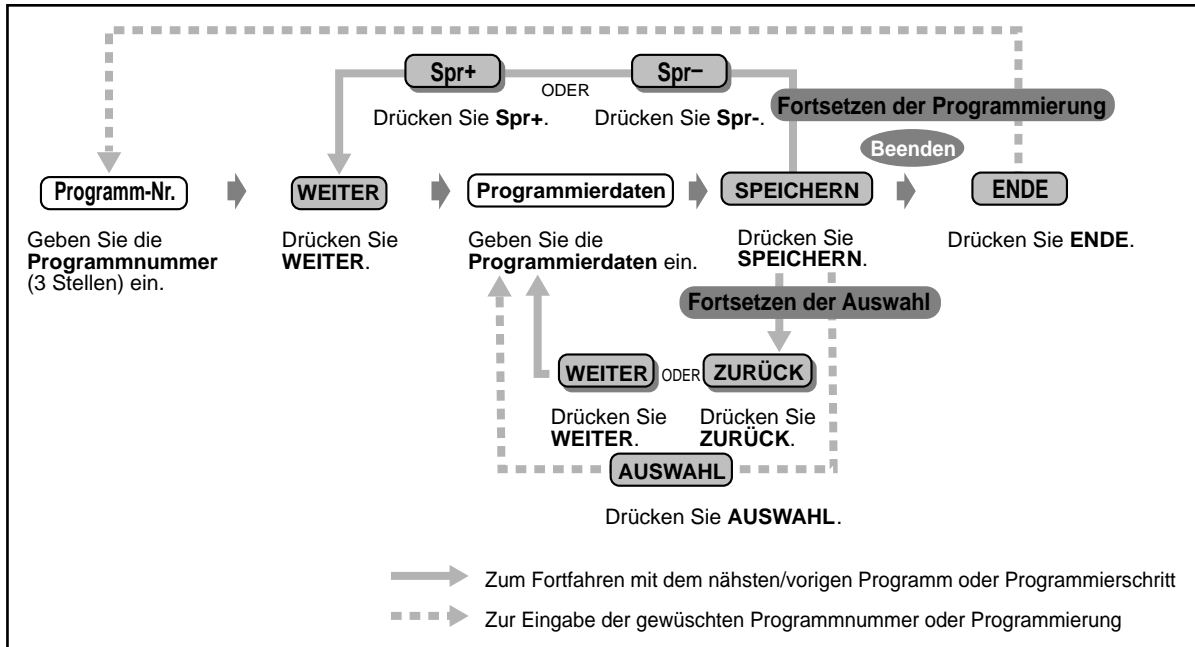 Spr+
ODER
Spr–
Drücken Sie Spr+.
Drücken Sie Spr-.
Fortsetzen der Programmierung
Beenden
Programm-Nr.
WEITER
Programmierdaten
SPEICHERN
ENDE
Geben Sie die
Programmnummer
(3 Stellen) ein.
Drücken Sie
WEITER.
Geben Sie die
Programmierdaten ein.
Drücken Sie
SPEICHERN.
Drücken Sie ENDE.
Fortsetzen der Auswahl
WEITER
ODER
ZURÜCK
Drücken Sie
WEITER.
Drücken Sie
ZURÜCK.
AUSWAHL
Drücken Sie AUSWAHL.
Zum Fortfahren mit dem nähsten/vorigen Programm oder Programmierschritt
Zur Eingabe der gewüschten Programmnummer oder Programmierung